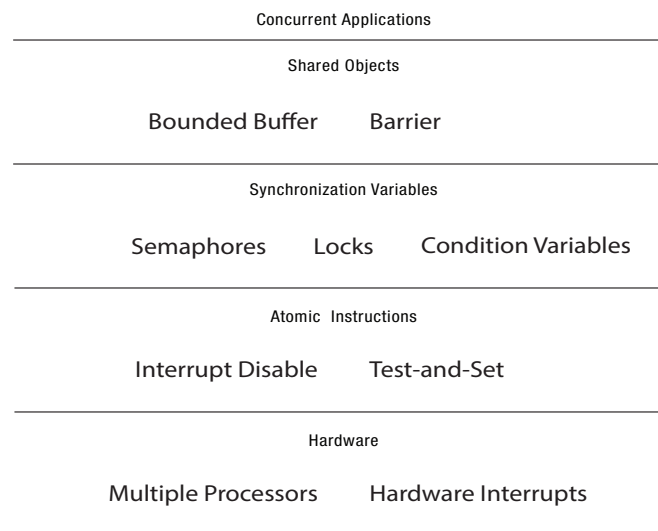 Concurrent Applications
Shared Objects
Bounded Buffer Barrier
Synchronization Variables
Semaphores Locks Condition Variables
Atomic Instructions
Interrupt Disable Test-and-Set
Hardware
Multiple Processors Hardware Interrupts